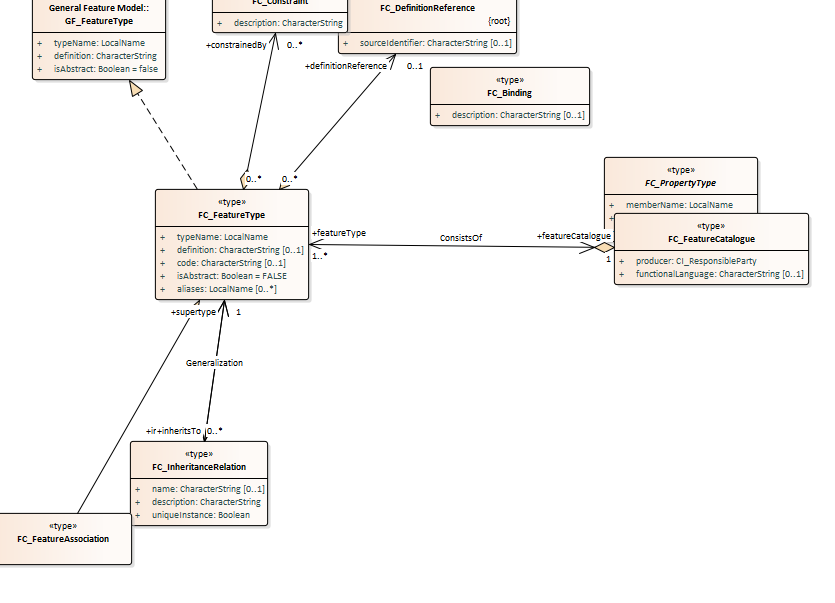 General Feature Model::
GF_FeatureType
+ typeName: LocalName
+ definition: CharacterString
+ isAbstract: Boolean = false
FC_Constraint
+ description: CharacterString
FC_DefinitionReference
{root}
+ sourceIdentifier: CharacterString [0..1]
+constrainedBy 0..*
+definitionReference 0..1
«type»
FC_Binding
+ description: CharacterString [0..1]
«type»
FC_PropertyType
+ memberName: LocalName
+
0..*
0..*
«type»
FC_FeatureType
+ typeName: LocalName
+ definition: CharacterString [0..1]
+ code: CharacterString [0..1]
+ isAbstract: Boolean = FALSE
+ aliases: LocalName [0..*]
+featureType
1..*
ConsistsOf
+featureCatalogue
1
«type»
FC_FeatureCatalogue
+ producer: CI_ResponsibleParty
+ functionalLanguage: CharacterString [0..1]
+supertype 1
Generalization
+ir+inheritsTo 0..*
«type»
FC_InheritanceRelation
+ name: CharacterString [0..1]
+ description: CharacterString
+ uniqueInstance: Boolean
«type»
FC_FeatureAssociation